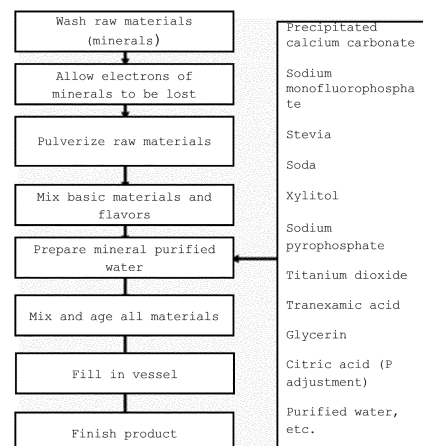 Wash raw materials
(minerals)
Allow electrons of
minerals to be lost
Pulverize raw materials
Mix basic materials and
flavors
Prepare mineral purified
water
Mix and age all materials
Fill in vessel
Finish product
Precipitated
calcium carbonate
Sodium
monofluorophospha
te
Stevia
Soda
Xylitol
Sodium
pyrophosphate
Titanium dioxide
Tranexamic acid
Glycerin
Citric acid (P
adjustment)
Purified water,
etc.